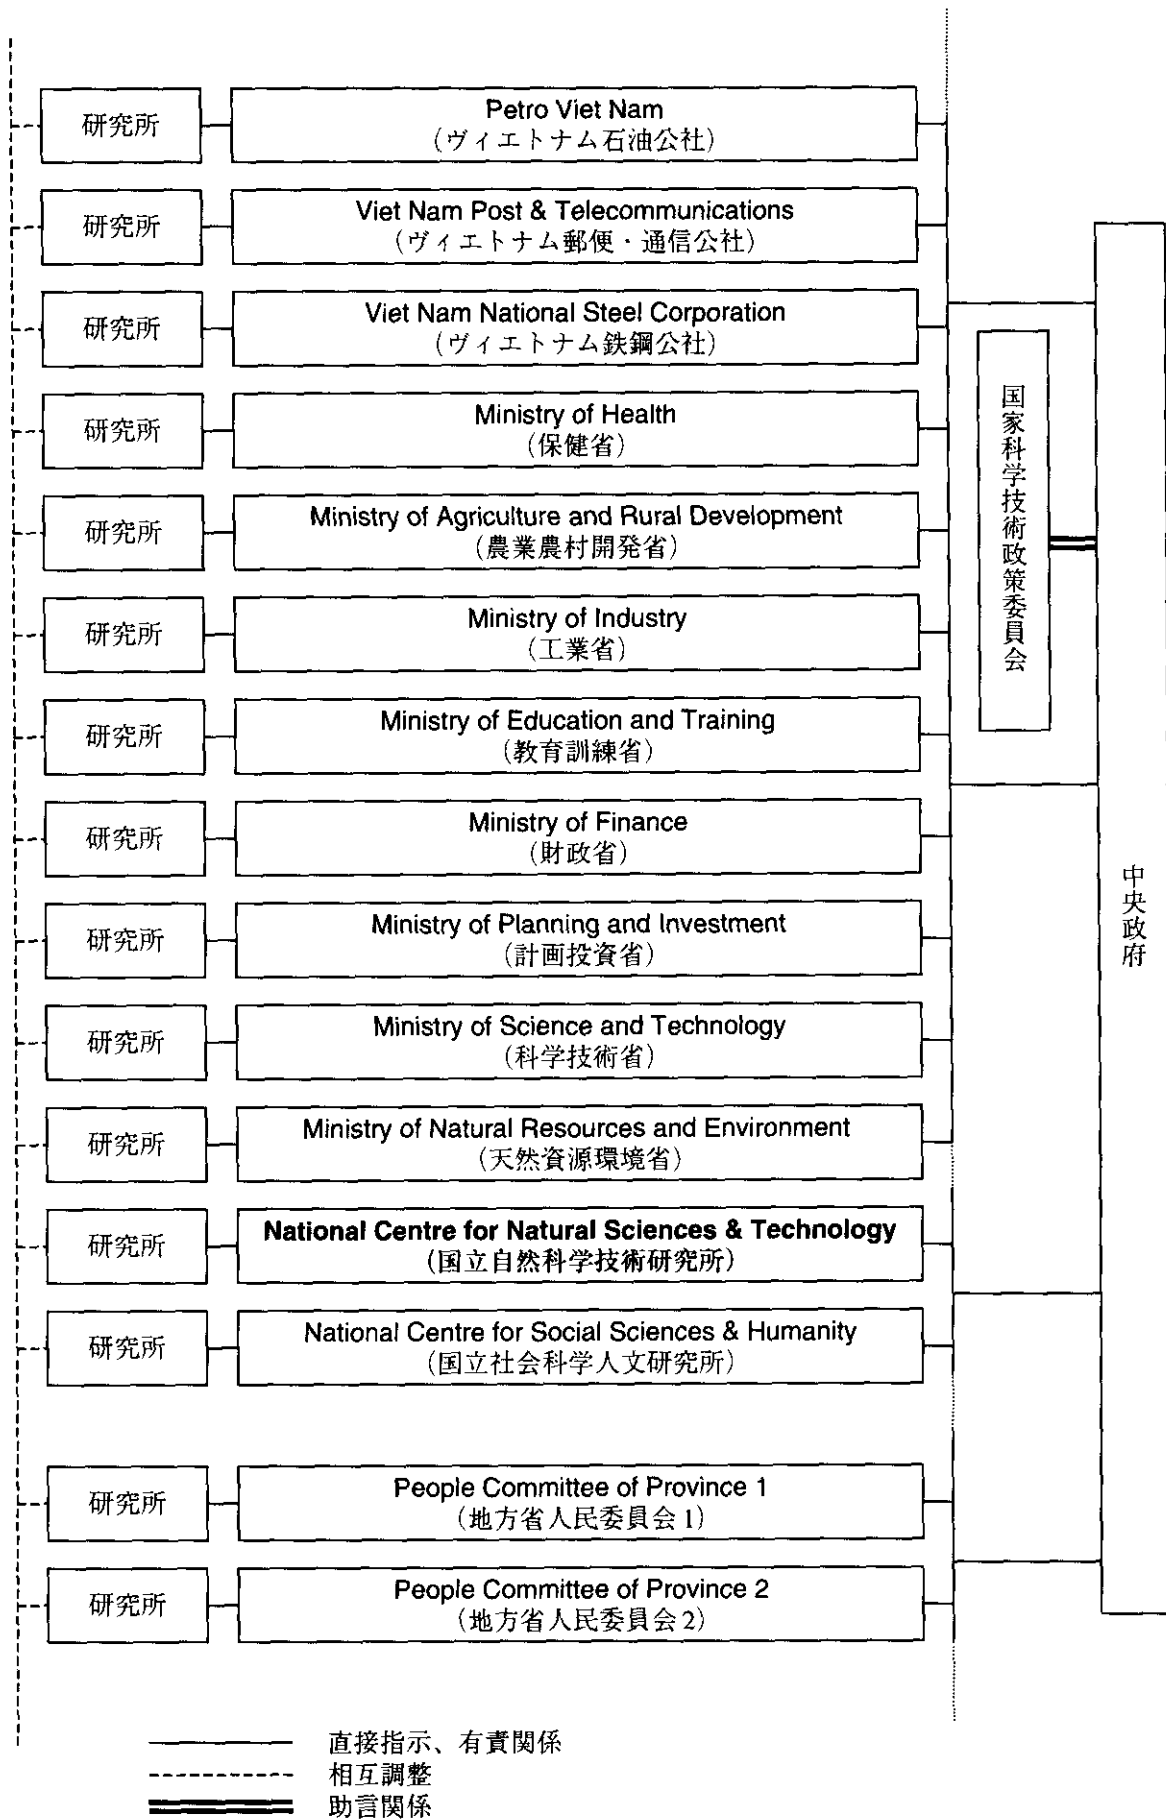 研究所
Petro Viet Nam
（ヴィエトナム石油公社）
研究所
Viet Nam Post & Telecommunications
（ヴィエトナム郵便・通信公社）
研究所
Viet Nam National Steel Corporation
（ヴィエトナム鉄鋼公社）
研究所
Ministry of Health
（保健省）
研究所
Ministry of Agriculture and Rural Development
（農業農村開発省）
研究所
Ministry of Industry
（工業省）
研究所
Ministry of Education and Training
（教育訓練省）
研究所
Ministry of Finance
（財政省）
研究所
Ministry of Planning and Investment
（計画投資省）
研究所
Ministry of Science and Technology
（科学技術省）
研究所
Ministry of Natural Resources and Environment
（天然資源環境省）
研究所
National Centre for Natural Sciences & Technology
（国立自然科学技術研究所）
研究所
National Centre for Social Sciences & Humanity
（国立社会科学人文研究所）
研究所
People Committee of Province 1
（地方省人民委員会1）
研究所
People Committee of Province 2
（地方省人民委員会2）
国家科学技術政策委員会
中央政府
直接指示、有責関係
相互調整
助言関係